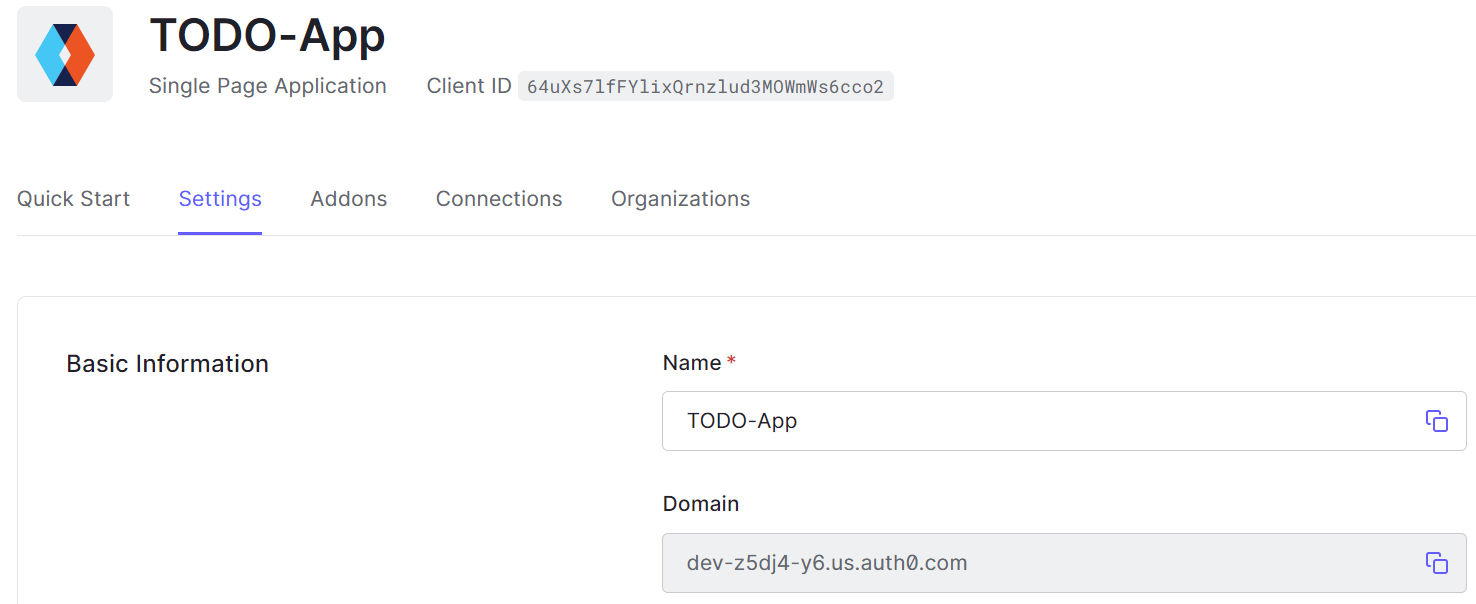 TODO-App
Single Page Application Client ID 64uXs7lfFYlixQrnzlud3MOWmWs6cco2
Quick Start Settings Addons Connections Organizations
Basic Information
Name *
TODO-App
Domain
dev-z5dj4-y6.us.auth0.com